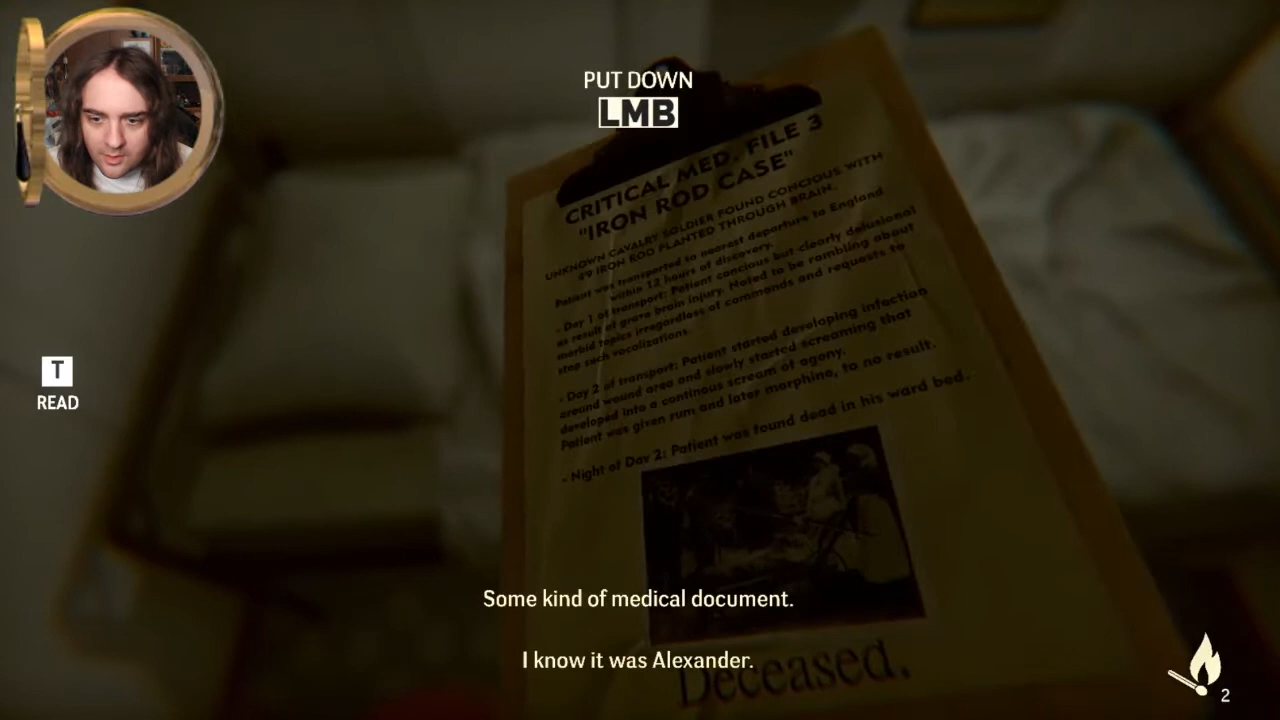 PUT DOWN
LMB
CRITICAL MED. FILE 3
"IRON ROD CASE"
UNKNOWN CAVALRY SOLDIER FOUND CONCIOUS WITH
4'9 IRON ROD PLANTED THROUGH BRAIN.
Patient was transported to nearest departure to England
within 12 hours of discovery.
- Day 1 of transport: Patient concious but clearly delusional
as result of grave brain injury. Noted to be rambling about
morbid topics irregardless of commands and requests to
stop such vocalizations.
- Day 2 of transport: Patient started developing infection
around wound area and slowly started screaming that
developed into a continous scream of agony.
Patient was given rum and later morphine, to no result.
- Night of Day 2: Patient was found dead in his ward bed.
T
READ
Some kind of medical document.
I know it was Alexander.
Deceased.
2